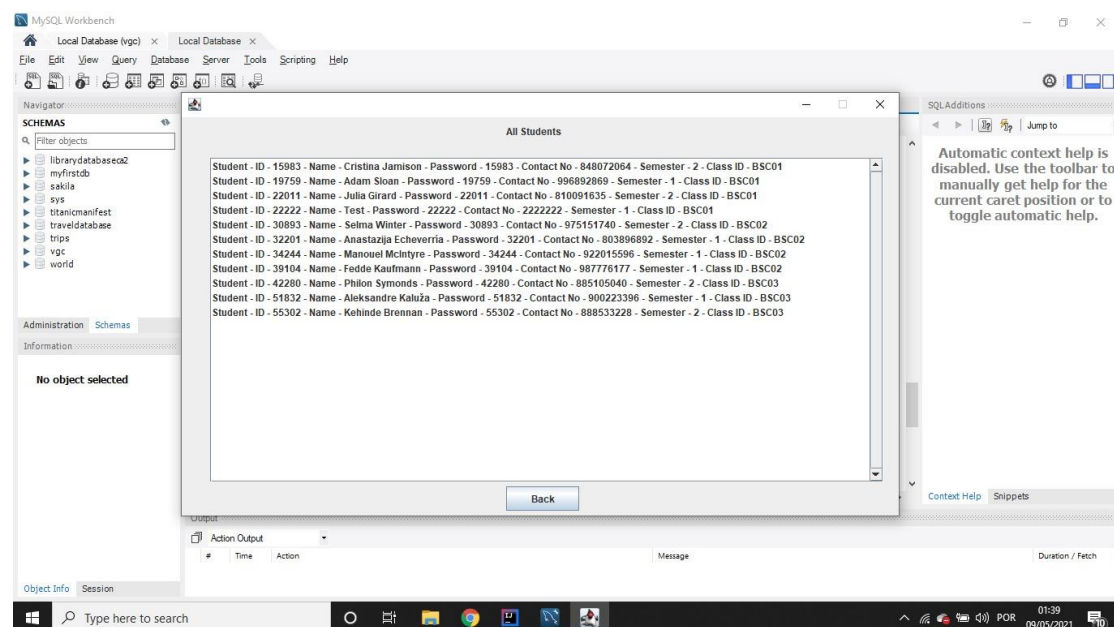 MySQL Workbench
Local Database (vgc) × Local Database ×
File Edit View Query Database Server Tools Scripting Help
Navigator
SCHEMAS
Filter objects
librarydatabaseca2
myfirstdb
sakila
sys
titanicmanifest
traveldatabase
trips
vgc
world
Administration Schemas
Information
No object selected
Object Info Session
All Students
Student - ID - 15983 - Name - Cristina Jamison - Password - 15983 - Contact No - 848072064 - Semester - 2 - Class ID - BSC01
Student - ID - 19759 - Name - Adam Sloan - Password - 19759 - Contact No - 996892869 - Semester - 1 - Class ID - BSC01
Student - ID - 22011 - Name - Julia Girard - Password - 22011 - Contact No - 810091635 - Semester - 2 - Class ID - BSC01
Student - ID - 22222 - Name - Test - Password - 22222 - Contact No - 2222222 - Semester - 1 - Class ID - BSC01
Student - ID - 30893 - Name - Selma Winter - Password - 30893 - Contact No - 975151740 - Semester - 2 - Class ID - BSC02
Student - ID - 32201 - Name - Anastazija Echeverria - Password - 32201 - Contact No - 803896892 - Semester - 1 - Class ID - BSC02
Student - ID - 34244 - Name - Manouel McIntyre - Password - 34244 - Contact No - 922015596 - Semester - 1 - Class ID - BSC02
Student - ID - 39104 - Name - Fedde Kaufmann - Password - 39104 - Contact No - 987776177 - Semester - 1 - Class ID - BSC02
Student - ID - 42280 - Name - Philon Symonds - Password - 42280 - Contact No - 885105040 - Semester - 2 - Class ID - BSC03
Student - ID - 51832 - Name - Aleksandre Kaluža - Password - 51832 - Contact No - 900223396 - Semester - 1 - Class ID - BSC03
Student - ID - 55302 - Name - Kehinde Brennan - Password - 55302 - Contact No - 888533228 - Semester - 2 - Class ID - BSC03
Back
SQLAdditions
Jump to
Automatic context help is
disabled. Use the toolbar to
manually get help for the
current caret position or to
toggle automatic help.
Context Help Snippets
Output
Action Output
# Time Action Message Duration / Fetch
Type here to search
POR
01:39
09/05/2021